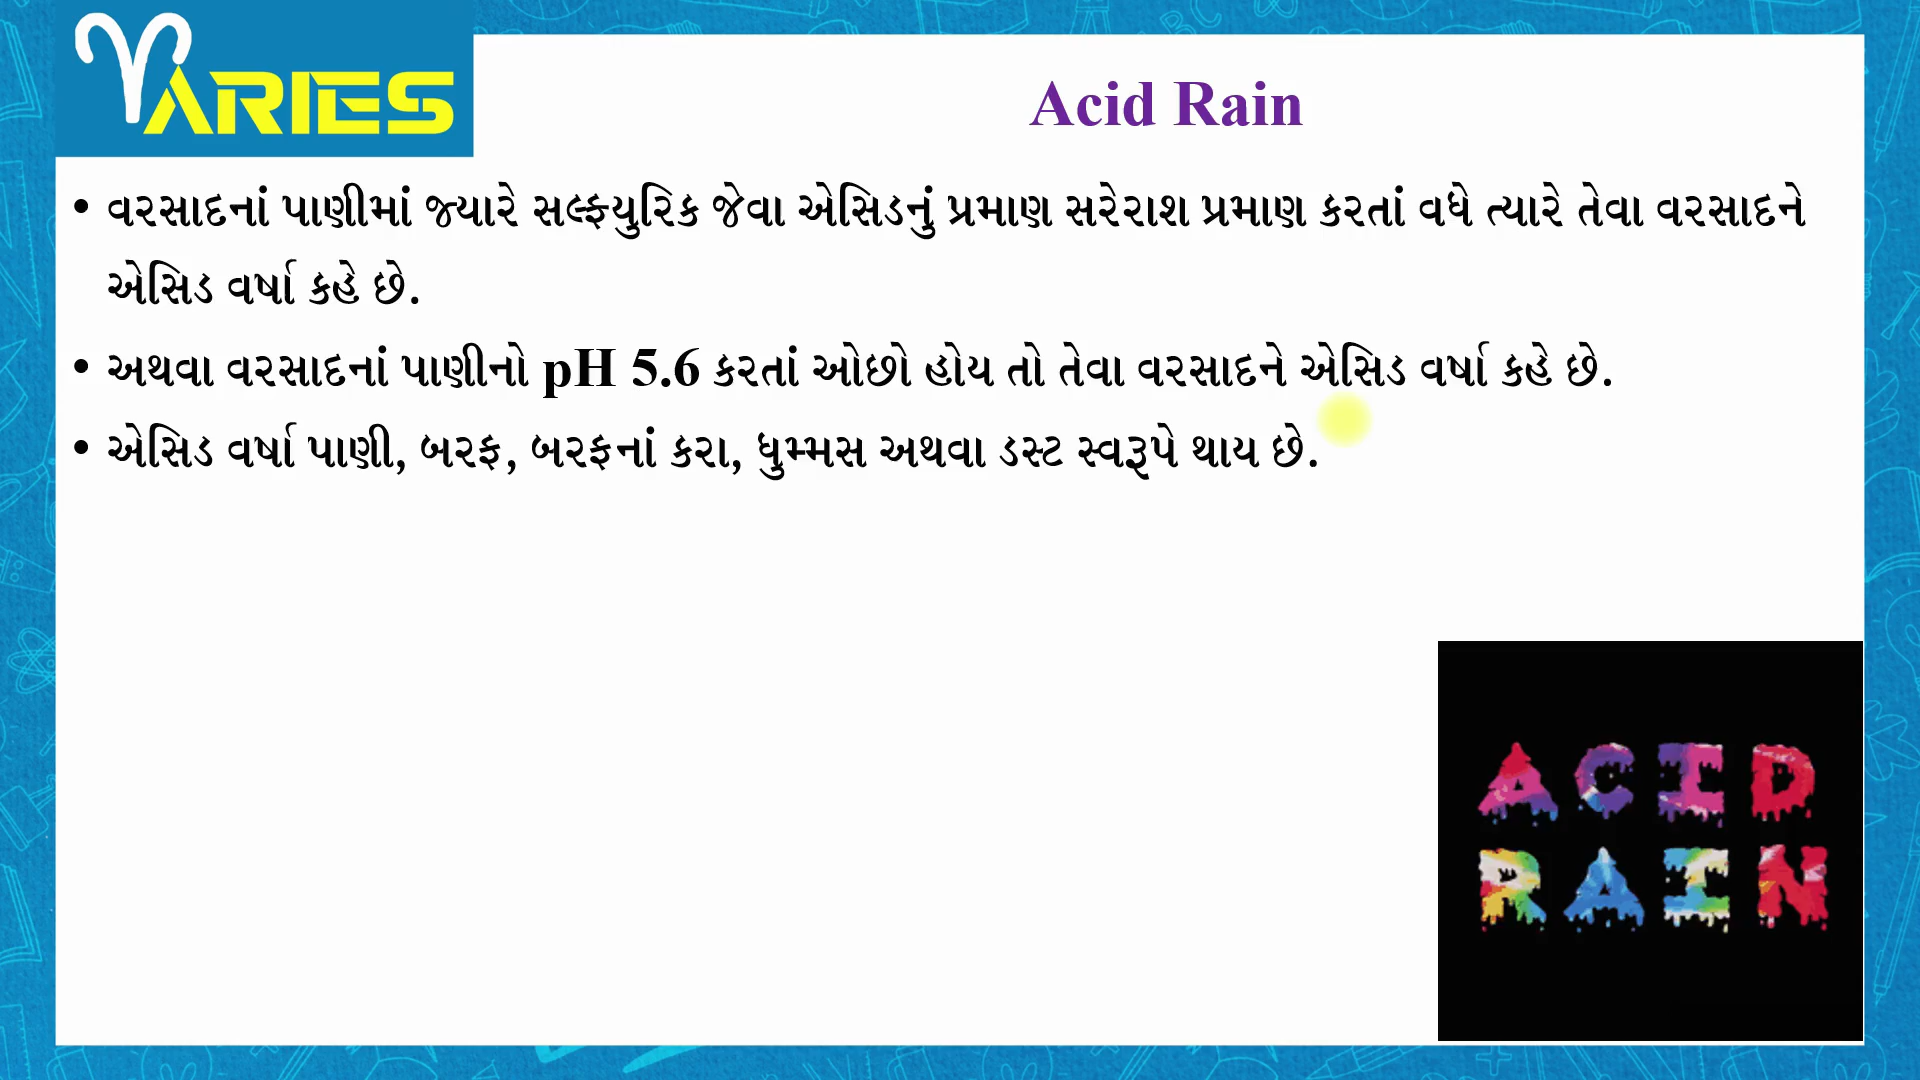 ARIES
Acid Rain
• વરસાદનાં પાણીમાં જ્યારે સલ્ફ્યુરિક જેવા એસિડનું પ્રમાણ સરેરાશ પ્રમાણ કરતાં વધે ત્યારે તેવા વરસાદને
એસિડ વર્ષા કહે છે.
• અથવા વરસાદનાં પાણીનો pH 5.6 કરતાં ઓછો હોય તો તેવા વરસાદને એસિડ વર્ષા કહે છે.
• એસિડ વર્ષા પાણી, બરફ, બરફનાં કરા, ધુમ્મસ અથવા ડસ્ટ સ્વરૂપે થાય છે.
ACID
RAIN